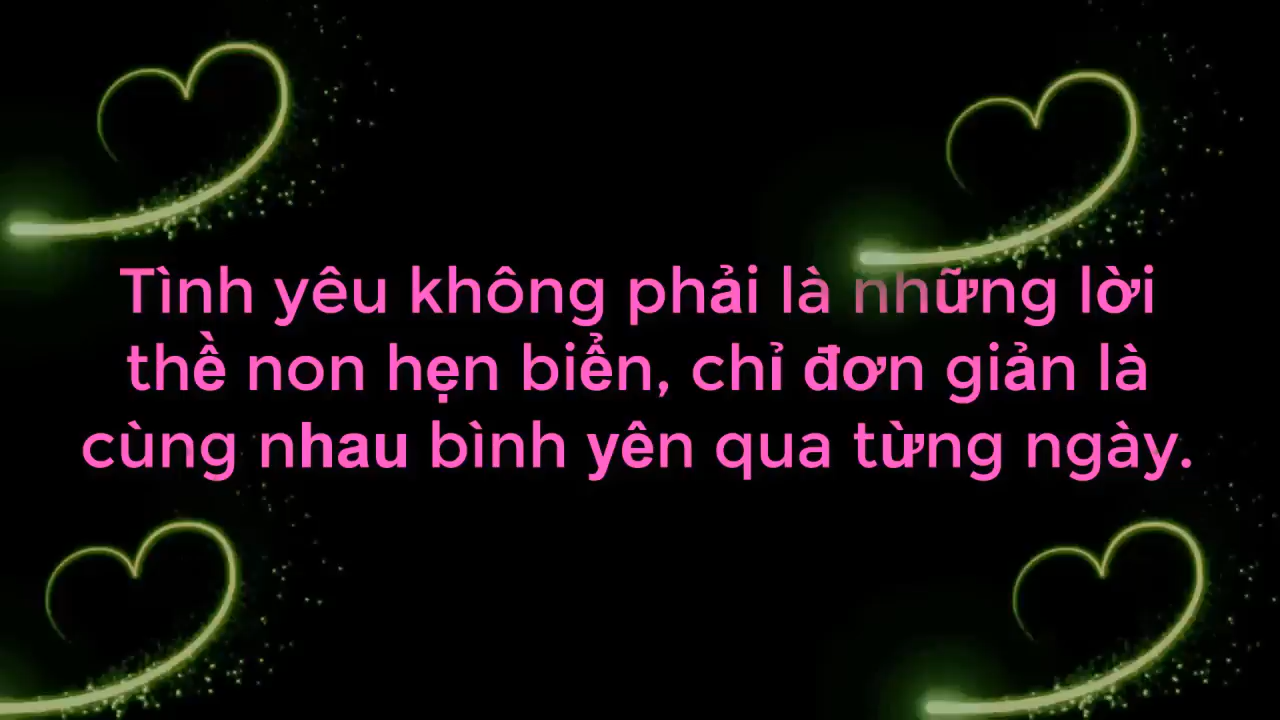 Tình yêu không phải là những lời
thề non hẹn biển, chỉ đơn giản là
cùng nhau bình yên qua từng ngày.